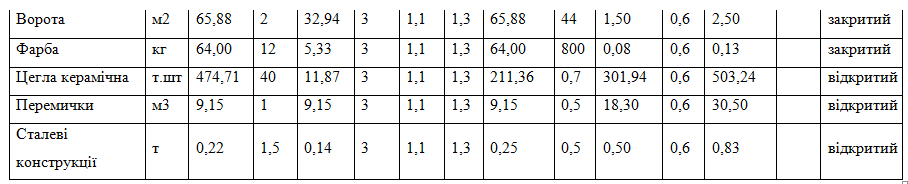 Ворота м2 65,88 2 32,94 3 1,1 1,3 65,88 44 1,50 0,6 2,50 закритий
Фарба кг 64,00 12 5,33 3 1,1 1,3 64,00 800 0,08 0,6 0,13 закритий
Цегла керамічна т.шт 474,71 40 11,87 3 1,1 1,3 211,36 0,7 301,94 0,6 503,24 відкритий
Перемички м3 9,15 1 9,15 3 1,1 1,3 9,15 0,5 18,30 0,6 30,50 відкритий
Сталеві
конструкції т 0,22 1,5 0,14 3 1,1 1,3 0,25 0,5 0,50 0,6 0,83 відкритий